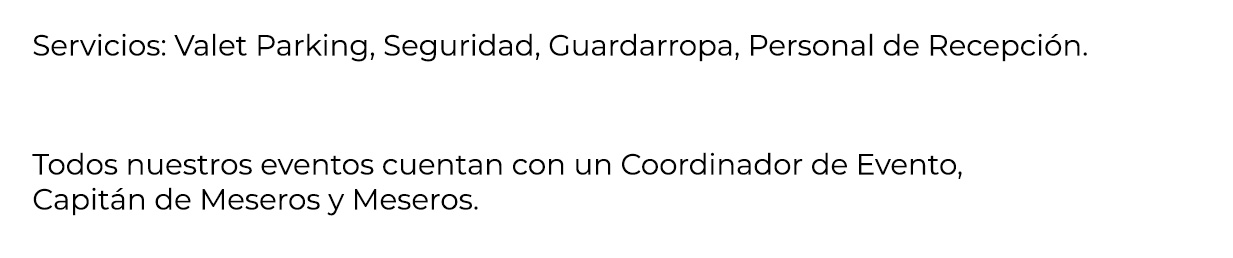 Servicios: Valet Parking, Seguridad, Guardarropa, Personal de Recepción.
Todos nuestros eventos cuentan con un Coordinador de Evento,
Capitán de Meseros y Meseros.